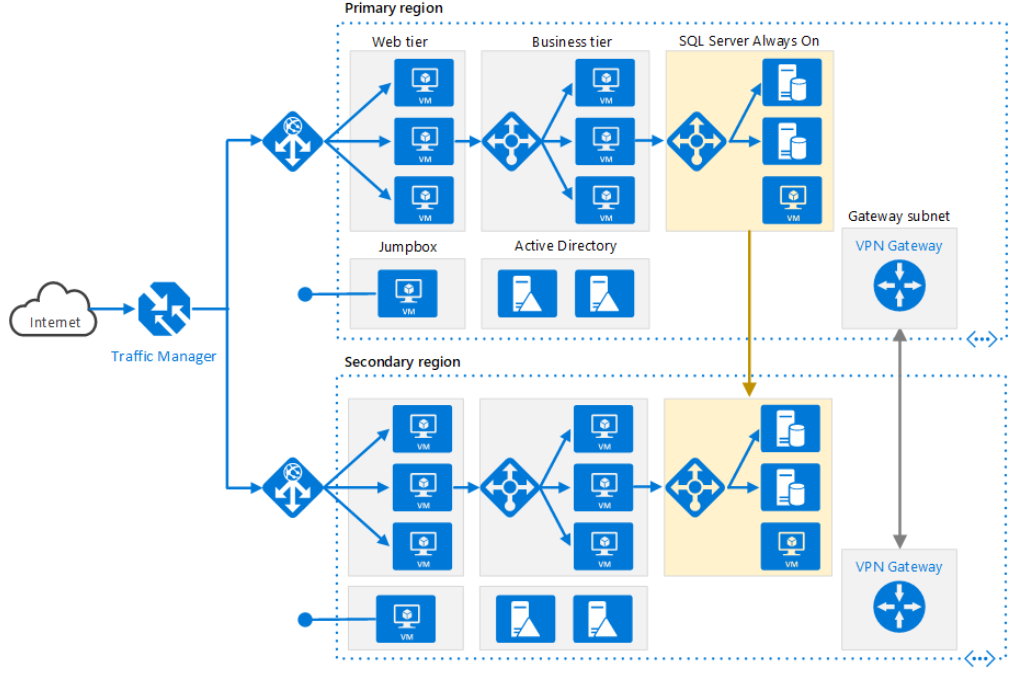 Primary region
Web tier
Business tier
SQL Server Always On
VM
VM
VM
VM
VM
VM
VM
Gateway subnet
VPN Gateway
Jumpbox
Active Directory
VM
Internet
Traffic Manager
Secondary region
VM
VM
VM
VM
VM
VM
VM
VPN Gateway
VM